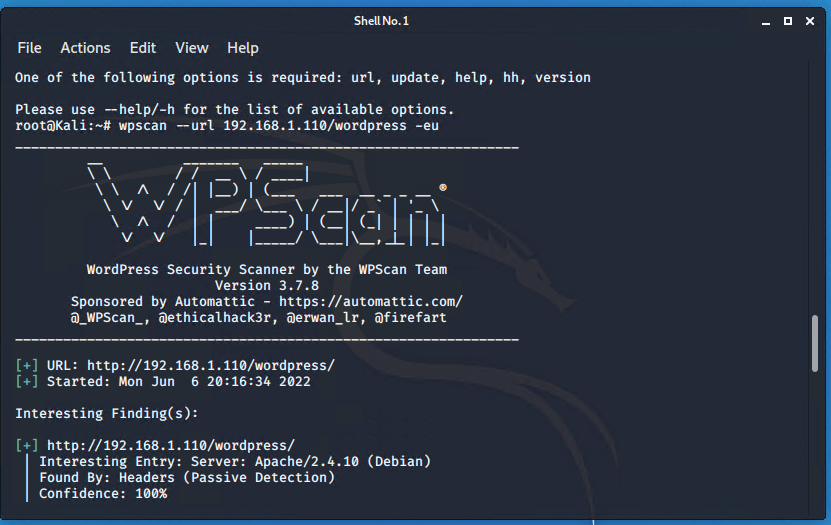 Shell No. 1
File Actions Edit View Help
One of the following options is required: url, update, help, hh, version
Please use --help/-h for the list of available options.
root@Kali:~# wpscan --url 192.168.1.110/wordpress -eu
WPScan ®
WordPress Security Scanner by the WPScan Team
Version 3.7.8
Sponsored by Automattic - https://automattic.com/
@_WPScan_, @ethicalhack3r, @erwan_lr, @firefart
[+] URL: http://192.168.1.110/wordpress/
[+] Started: Mon Jun  6 20:16:34 2022
Interesting Finding(s):
[+] http://192.168.1.110/wordpress/
| Interesting Entry: Server: Apache/2.4.10 (Debian)
| Found By: Headers (Passive Detection)
| Confidence: 100%